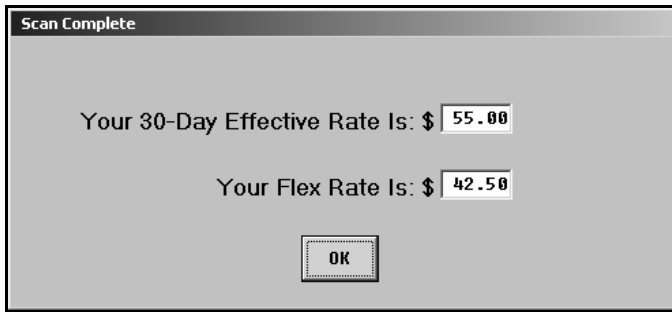 Scan Complete
Your 30-Day Effective Rate Is: $ 55.00
Your Flex Rate Is: $ 42.50
OK